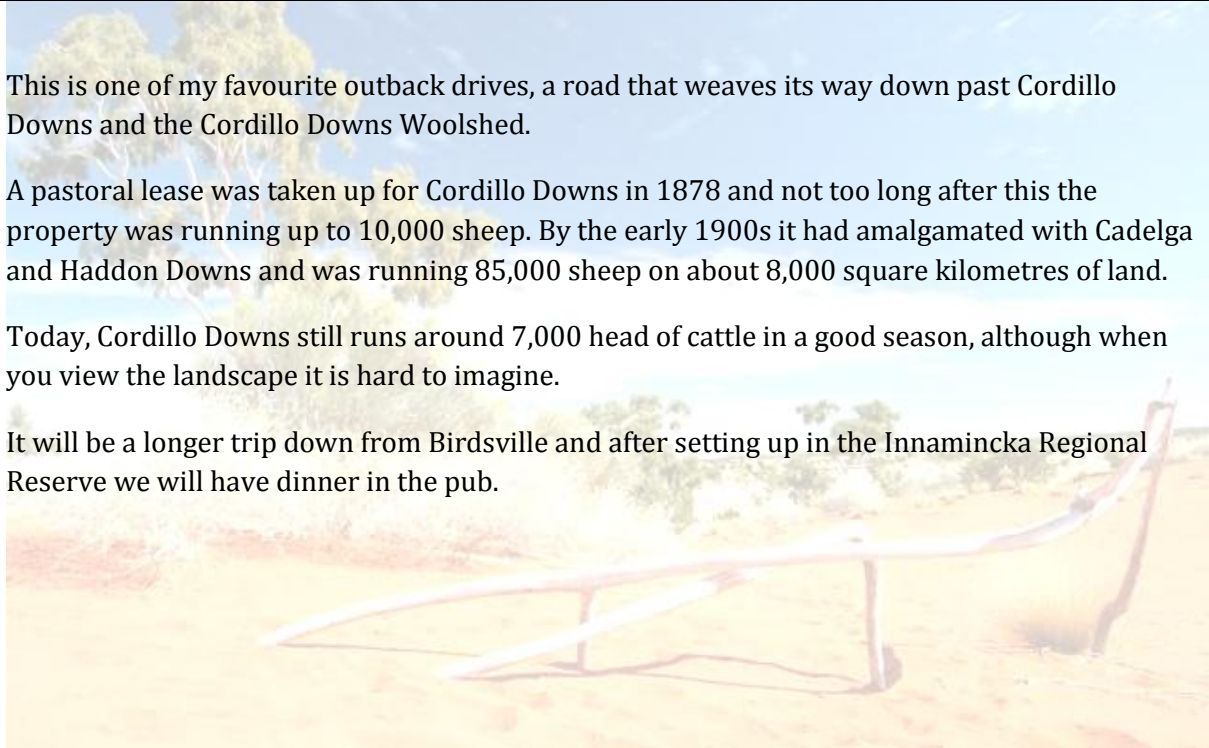 This is one of my favourite outback drives, a road that weaves its way down past Cordillo
Downs and the Cordillo Downs Woolshed.
A pastoral lease was taken up for Cordillo Downs in 1878 and not too long after this the
property was running up to 10,000 sheep. By the early 1900s it had amalgamated with Cadelga
and Haddon Downs and was running 85,000 sheep on about 8,000 square kilometres of land.
Today, Cordillo Downs still runs around 7,000 head of cattle in a good season, although when
you view the landscape it is hard to imagine.
It will be a longer trip down from Birdsville and after setting up in the Innamincka Regional
Reserve we will have dinner in the pub.